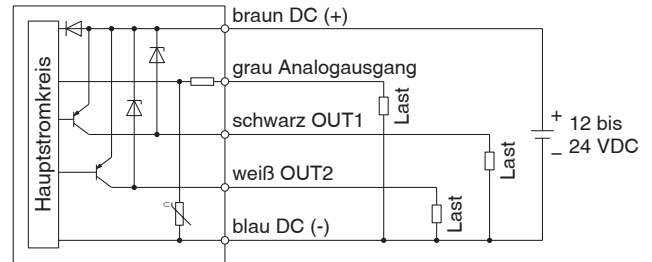 Hauptstromkreis
braun DC (+)
grau Analogausgang
Last
schwarz OUT1
Last
weiß OUT2
Last
blau DC (-)
+
12 bis
24 VDC
–